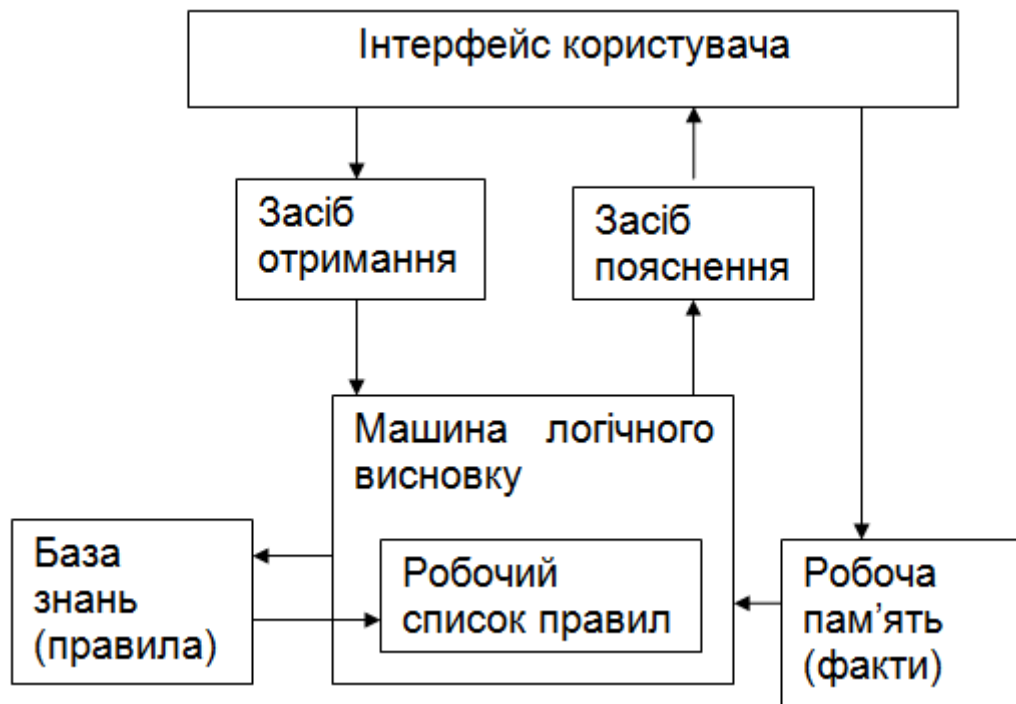 Інтерфейс користувача
Засіб
отримання
Засіб
пояснення
Машина логічного
висновку
База
знань
(правила)
Робочий
список правил
Робоча
пам’ять
(факти)